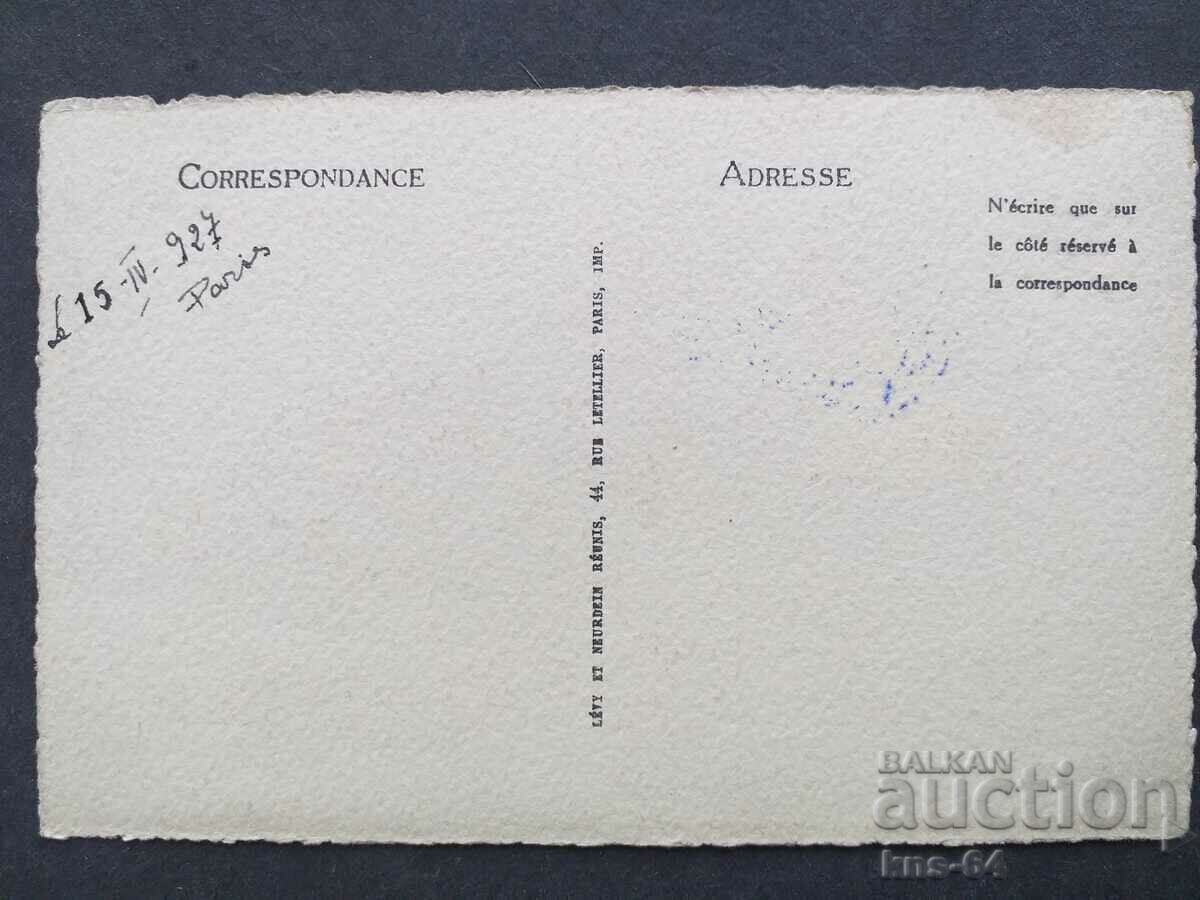 CORRESPONDANCE
Le 15-IV-927
Paris
LÉVY ET NEURDEIN RÉUNIS, 44, RUE LETELLIER, PARIS, IMP.
ADRESSE
N'écrire que sur
le côté réservé à
la correspondance
BALKAN
auction
kns-64